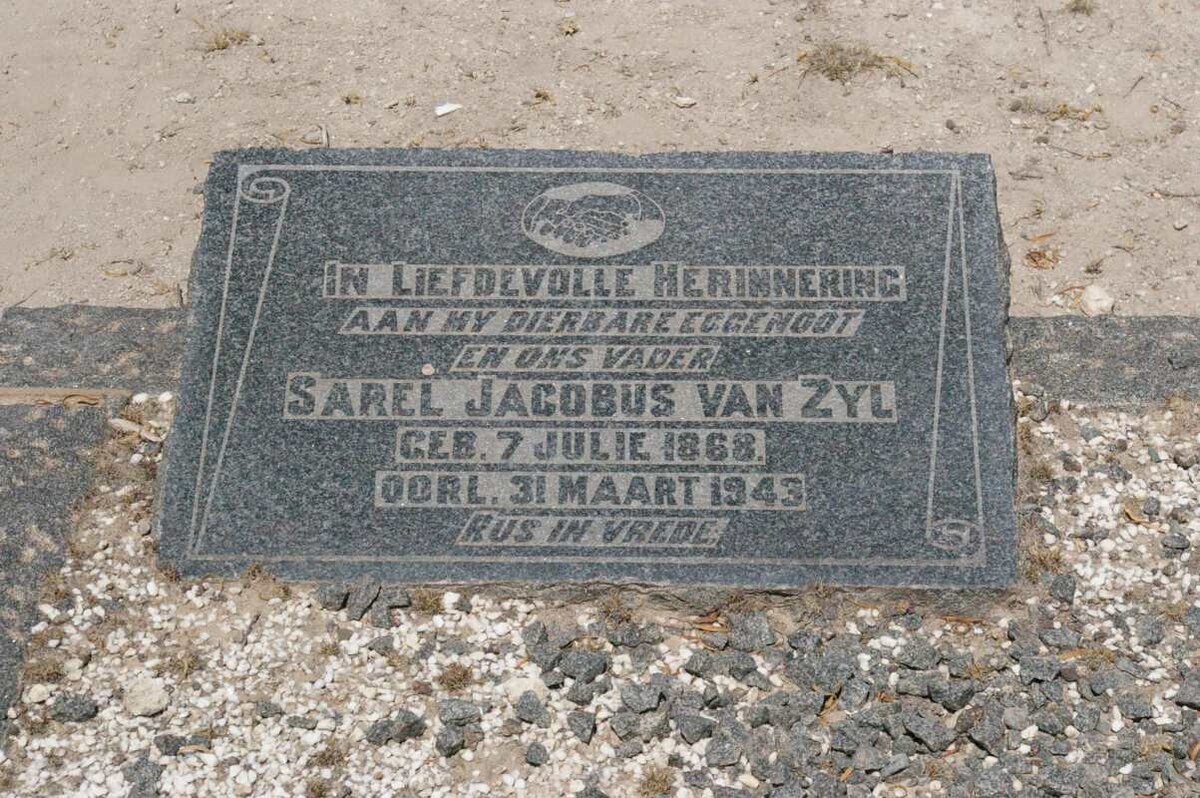 In Liefdevolle Herinnering
AAN MY DIERBARE EGGENOOT
EN ONS VADER
Sarel Jacobus van Zyl
GEB. 7 JULIE 1868.
OORL. 31 MAART 1943
Rus in Vrede